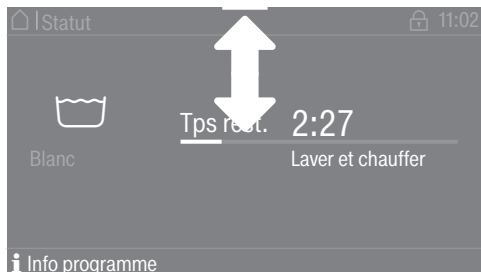 Statut 11:02
Tps rest. 2:27
Blanc Laver et chauffer
i Info programme